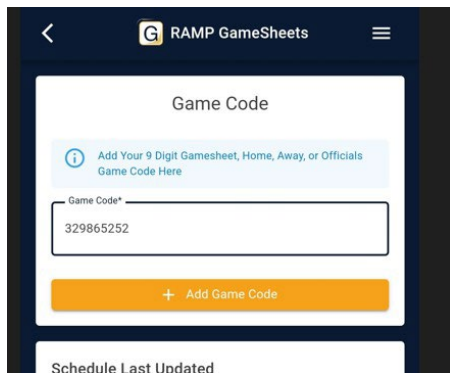 G RAMP GameSheets
Game Code
Add Your 9 Digit Gamesheet, Home, Away, or Officials
Game Code Here
Game Code*
329865252
+ Add Game Code
Schedule Last Updated